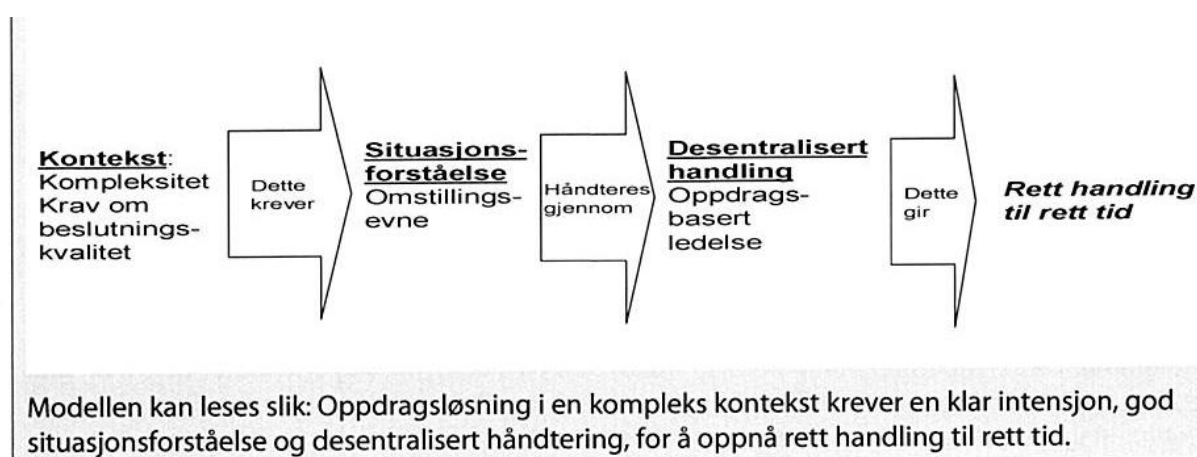 Kontekst:
Kompleksitet
Krav om
beslutnings-
kvalitet
Dette
krever
Situasjons-
forståelse
Omstillings-
evne
Håndteres
gjennom
Desentralisert
handling
Oppdrags-
basert
ledelse
Dette
gir
Rett handling
til rett tid
Modellen kan leses slik: Oppdragsløsning i en kompleks kontekst krever en klar intensjon, god
situasjonsforståelse og desentralisert håndtering, for å oppnå rett handling til rett tid.